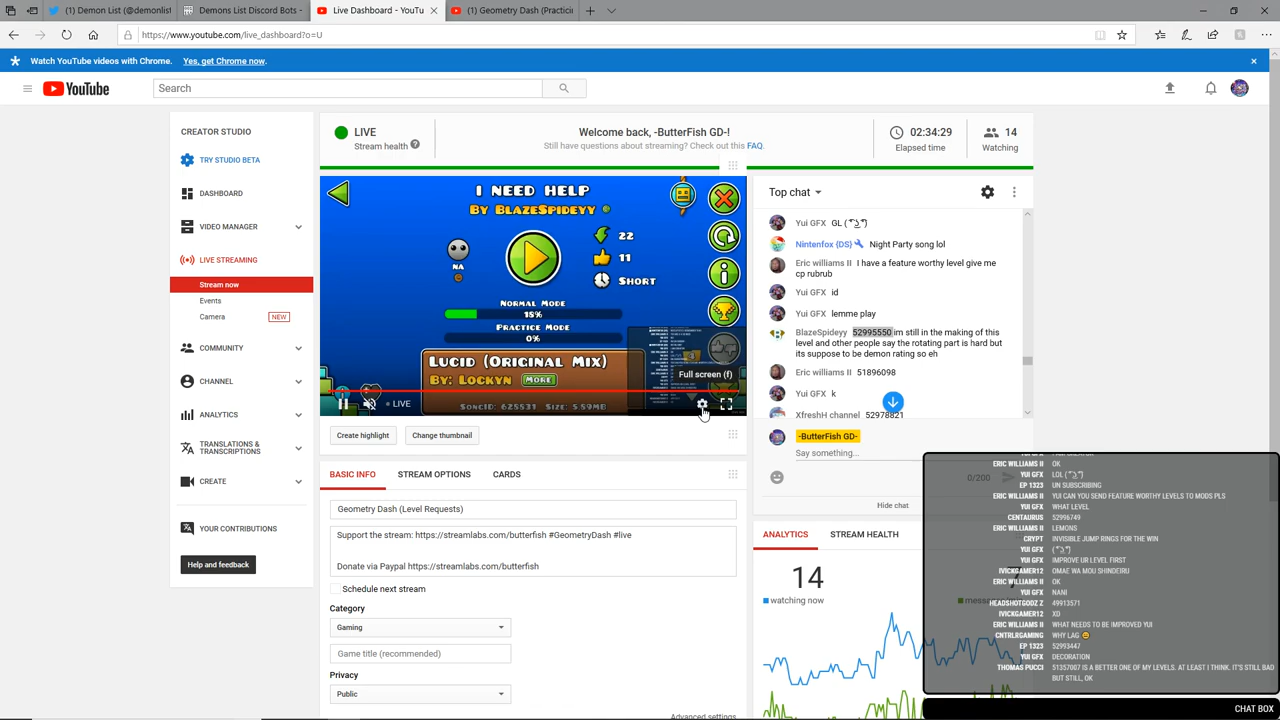 (1) Demon List (@demonlist
Demons List Discord Bots -
Live Dashboard - YouTu
(1) Geometry Dash (Practicin
https://www.youtube.com/live_dashboard?o=U
Watch YouTube videos with Chrome. Yes, get Chrome now.
YouTube
Search
CREATOR STUDIO
TRY STUDIO BETA
DASHBOARD
VIDEO MANAGER
LIVE STREAMING
Stream now
Events
Camera NEW
COMMUNITY
CHANNEL
ANALYTICS
TRANSLATIONS &
TRANSCRIPTIONS
CREATE
YOUR CONTRIBUTIONS
Help and feedback
LIVE
Stream health ?
Welcome back, -ButterFish GD-!
Still have questions about streaming? Check out this FAQ.
02:34:29
Elapsed time
14
Watching
I NEED HELP
BY BLAZESPIDEYY
NA
22
11
SHORT
NORMAL MODE
18%
PRACTICE MODE
0%
LUCID (ORIGINAL MIX)
BY: LOCKYN MORE
SONGID: 628531 SIZE: 5.89MB
Full screen (f)
LIVE
Create highlight
Change thumbnail
Top chat
Yui GFX GL ( ͡° ͜ʖ ͡°)
Nintenfox {DS} Night Party song lol
Eric williams II I have a feature worthy level give me
cp rubrub
Yui GFX id
Yui GFX lemme play
BlazeSpideyy 52995550 im still in the making of this
level and other people say the rotating part is hard but
its suppose to be demon rating so eh
Eric williams II 51896098
Yui GFX k
XfreshH channel 52978821
-ButterFish GD-
Say something...
0/200
Hide chat
BASIC INFO
STREAM OPTIONS
CARDS
Geometry Dash (Level Requests)
Support the stream: https://streamlabs.com/butterfish #GeometryDash #live
Donate via Paypal https://streamlabs.com/butterfish
Schedule next stream
Category
Gaming
Game title (recommended)
Privacy
Public
Advanced settings
ANALYTICS
STREAM HEALTH
14
watching now
7
ERIC WILLIAMS II OK
YUI GFX LOL ( ͡° ͜ʖ ͡°)
EP 1323 UN SUBSCRIBING
ERIC WILLIAMS II YUI CAN YOU SEND FEATURE WORTHY LEVELS TO MODS PLS
YUI GFX WHAT LEVEL
CENTAURUS 52996749
ERIC WILLIAMS II LEMONS
CRYPT INVISIBLE JUMP RINGS FOR THE WIN
YUI GFX ( ͡° ͜ʖ ͡°)
YUI GFX IMPROVE UR LEVEL FIRST
IVICKGAMER12 OMAE WA MOU SHINDEIRU
ERIC WILLIAMS II OK
YUI GFX NANI
HEADSHOTGODZ Z 49913571
IVICKGAMER12 XD
ERIC WILLIAMS II WHAT NEEDS TO BE IMPROVED YUI
CNTRLRGAMING WHY LAG 😐
EP 1323 52993447
YUI GFX DECORATION
THOMAS PUCCI 51357007 IS A BETTER ONE OF MY LEVELS. AT LEAST I THINK. IT'S STILL BAD
BUT STILL, OK
CHAT BOX